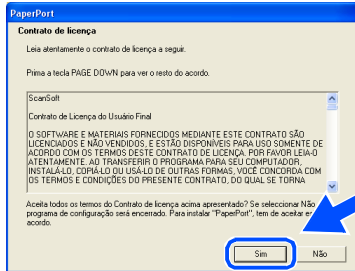 PaperPort
Contrato de licença
Leia atentamente o contrato de licença a seguir.
Prima a tecla PAGE DOWN para ver o resto do acordo.
ScanSoft
Contrato de Licença do Usuário Final
O SOFTWARE E MATERIAIS FORNECIDOS MEDIANTE ESTE CONTRATO SÃO
LICENCIADOS E NÃO VENDIDOS, E ESTÃO DISPONÍVEIS PARA USO SOMENTE DE
ACORDO COM OS TERMOS DESTE CONTRATO DE LICENÇA. POR FAVOR LEIA-O
ATENTAMENTE. AO TRANSFERIR O PROGRAMA PARA SEU COMPUTADOR,
INSTALÁ-LO, COPIÁ-LO OU USÁ-LO DE OUTRAS FORMAS, VOCÊ CONCORDA COM
OS TERMOS E CONDIÇÕES DO PRESENTE CONTRATO, DO QUAL SE TORNA
Aceita todos os termos do Contrato de licença acima apresentado? Se seleccionar Não
programa de configuração será encerrado. Para instalar "PaperPort", tem de aceitar
acordo.
Sim
Não